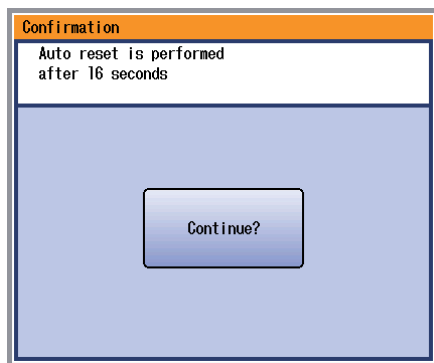 Confirmation
Auto reset is performed
after 16 seconds
Continue?